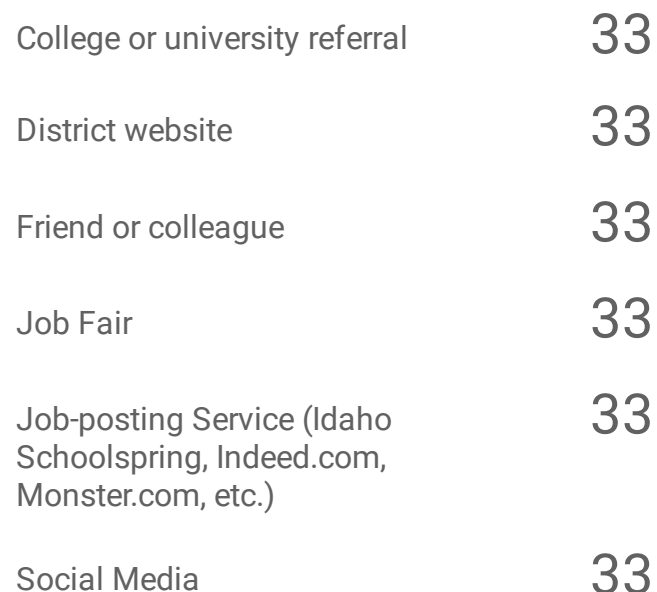 College or university referral 33
District website 33
Friend or colleague 33
Job Fair 33
Job-posting Service (Idaho 33
Schoolspring, Indeed.com,
Monster.com, etc.)
Social Media 33